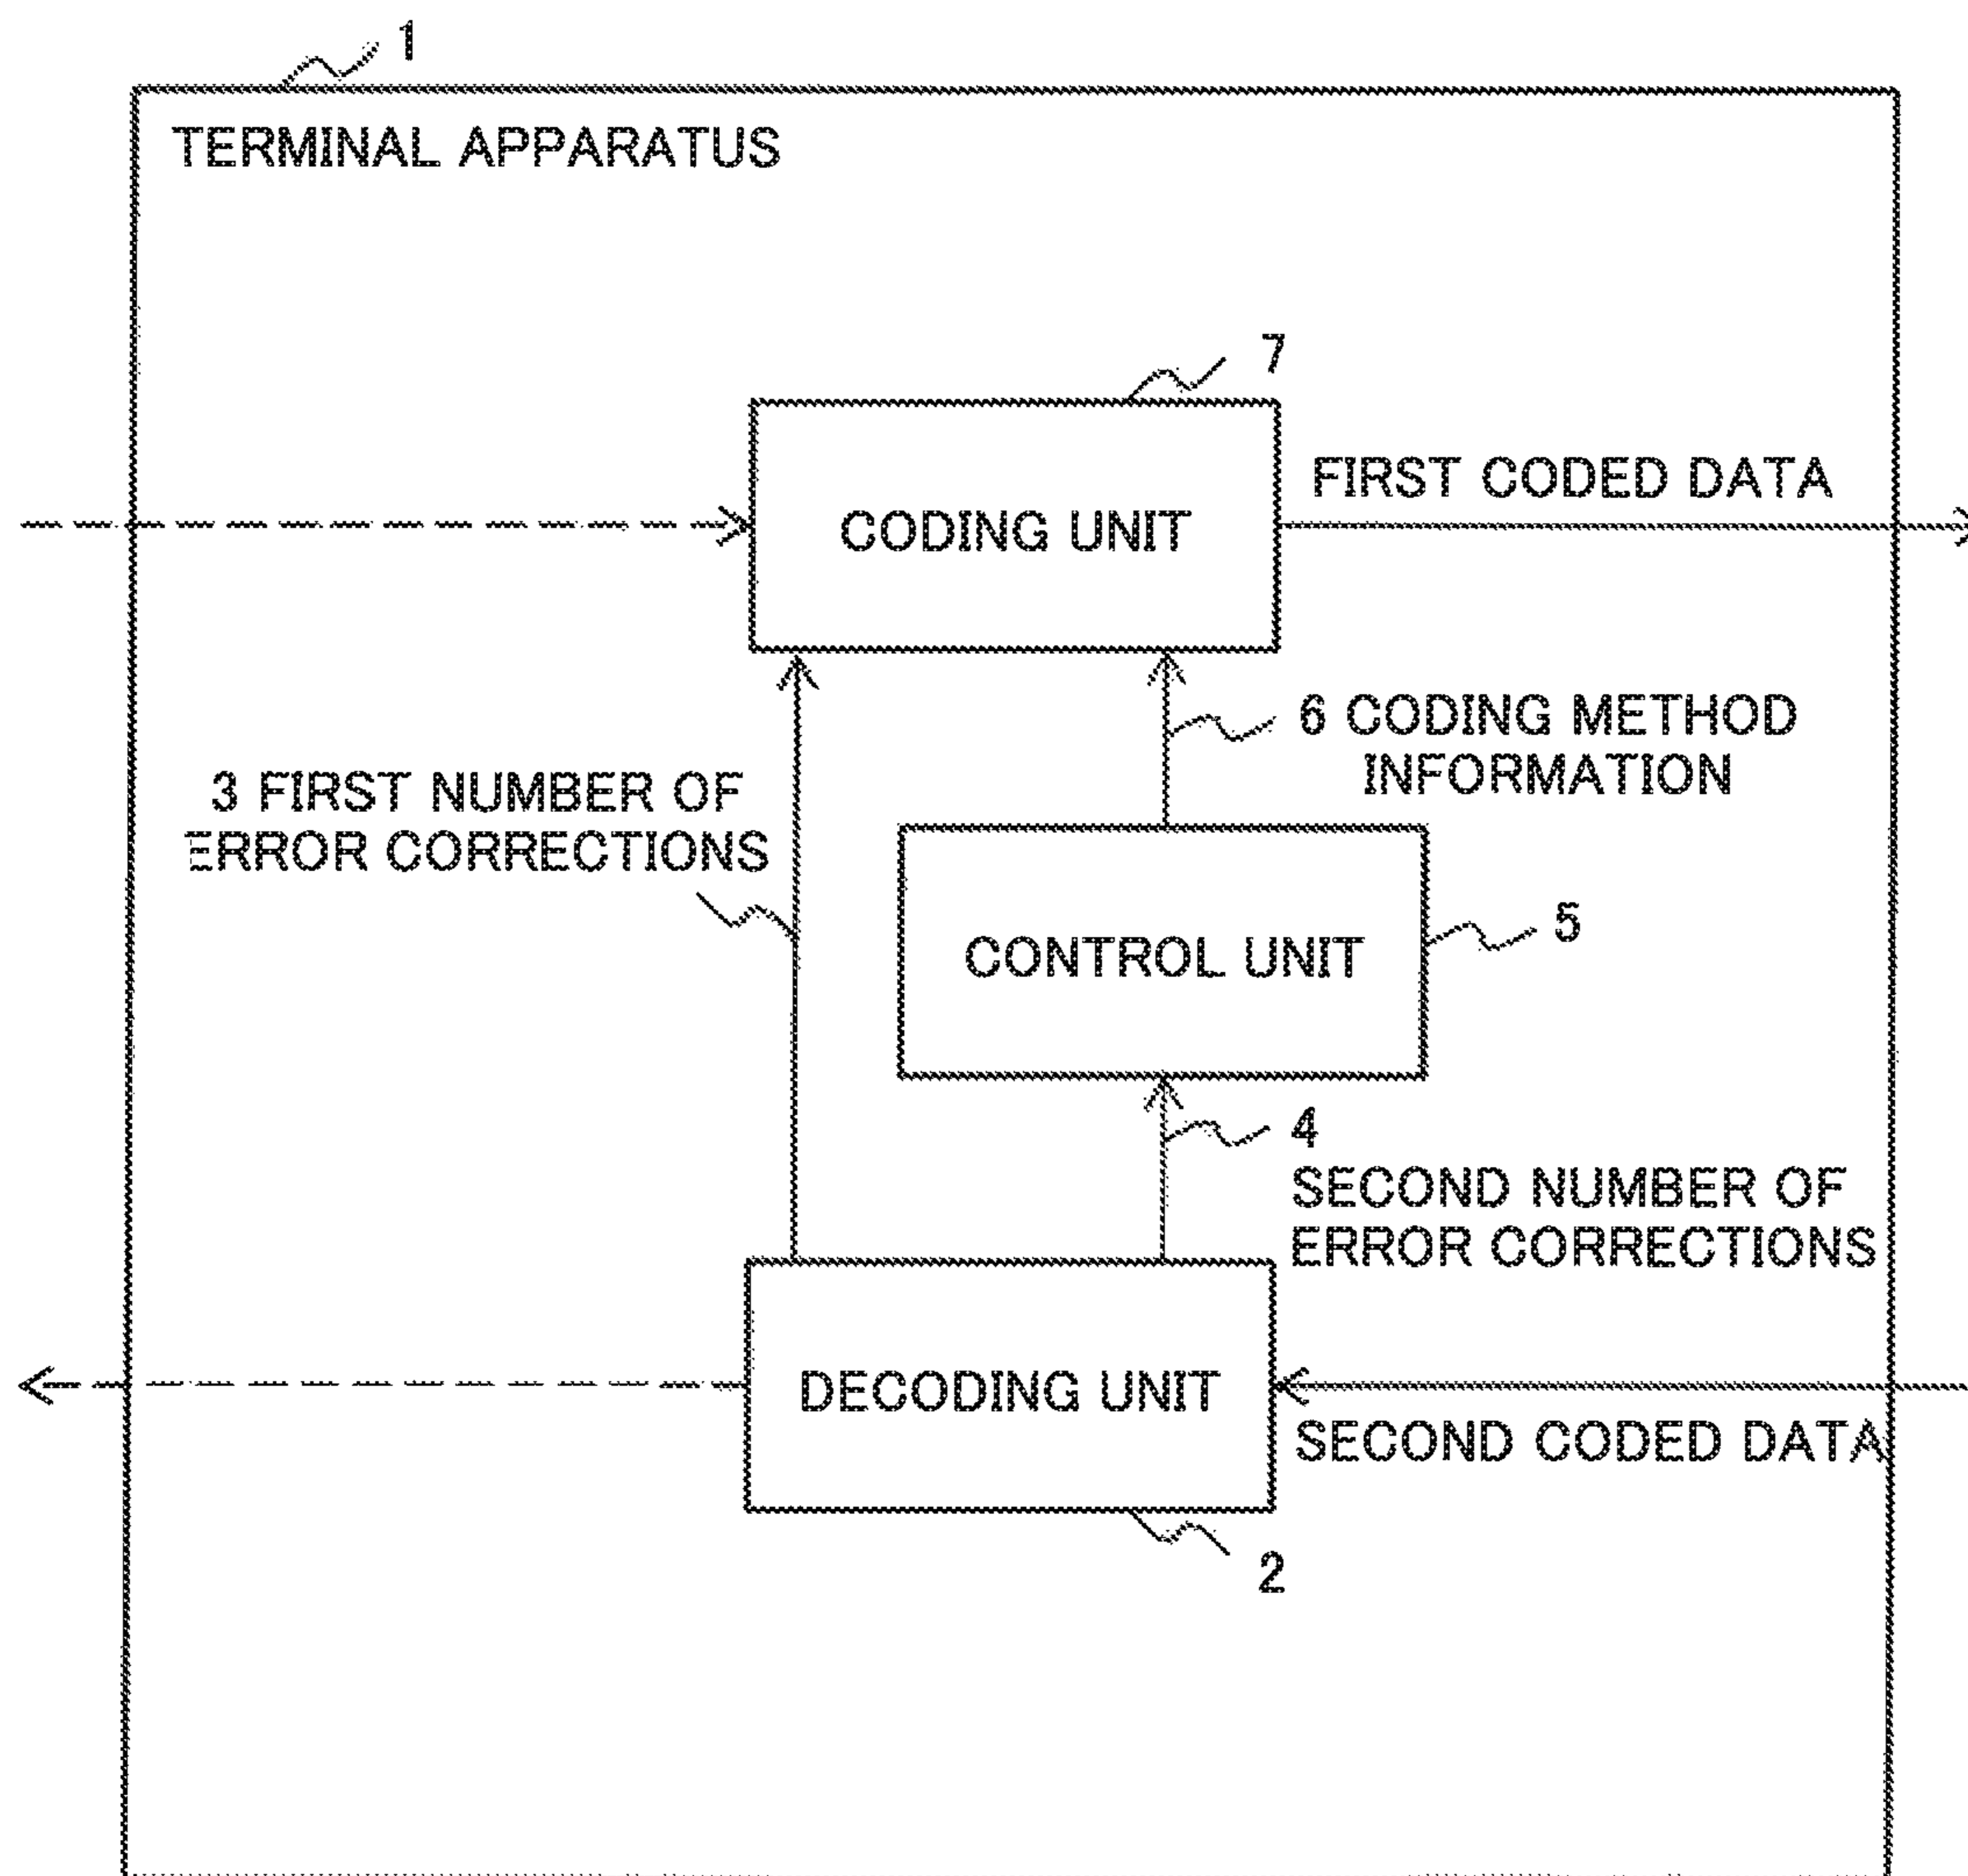 1
TERMINAL APPARATUS
7
FIRST CODED DATA
CODING UNIT
6 CODING METHOD
INFORMATION
3 FIRST NUMBER OF
ERROR CORRECTIONS
5
CONTROL UNIT
4
SECOND NUMBER OF
ERROR CORRECTIONS
DECODING UNIT
SECOND CODED DATA
2